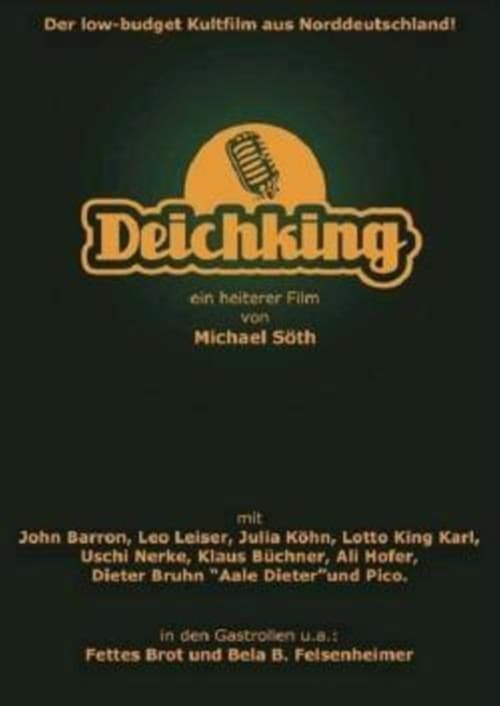 Der low-budget Kultfilm aus Norddeutschland!
Deichking
ein heiterer Film
von
Michael Söth
mit
John Barron, Leo Leiser, Julia Köhn, Lotto King Karl,
Uschi Nerke, Klaus Büchner, Ali Hofer,
Dieter Bruhn "Aale Dieter"und Pico.
in den Gastrollen u.a.:
Fettes Brot und Bela B. Felsenheimer